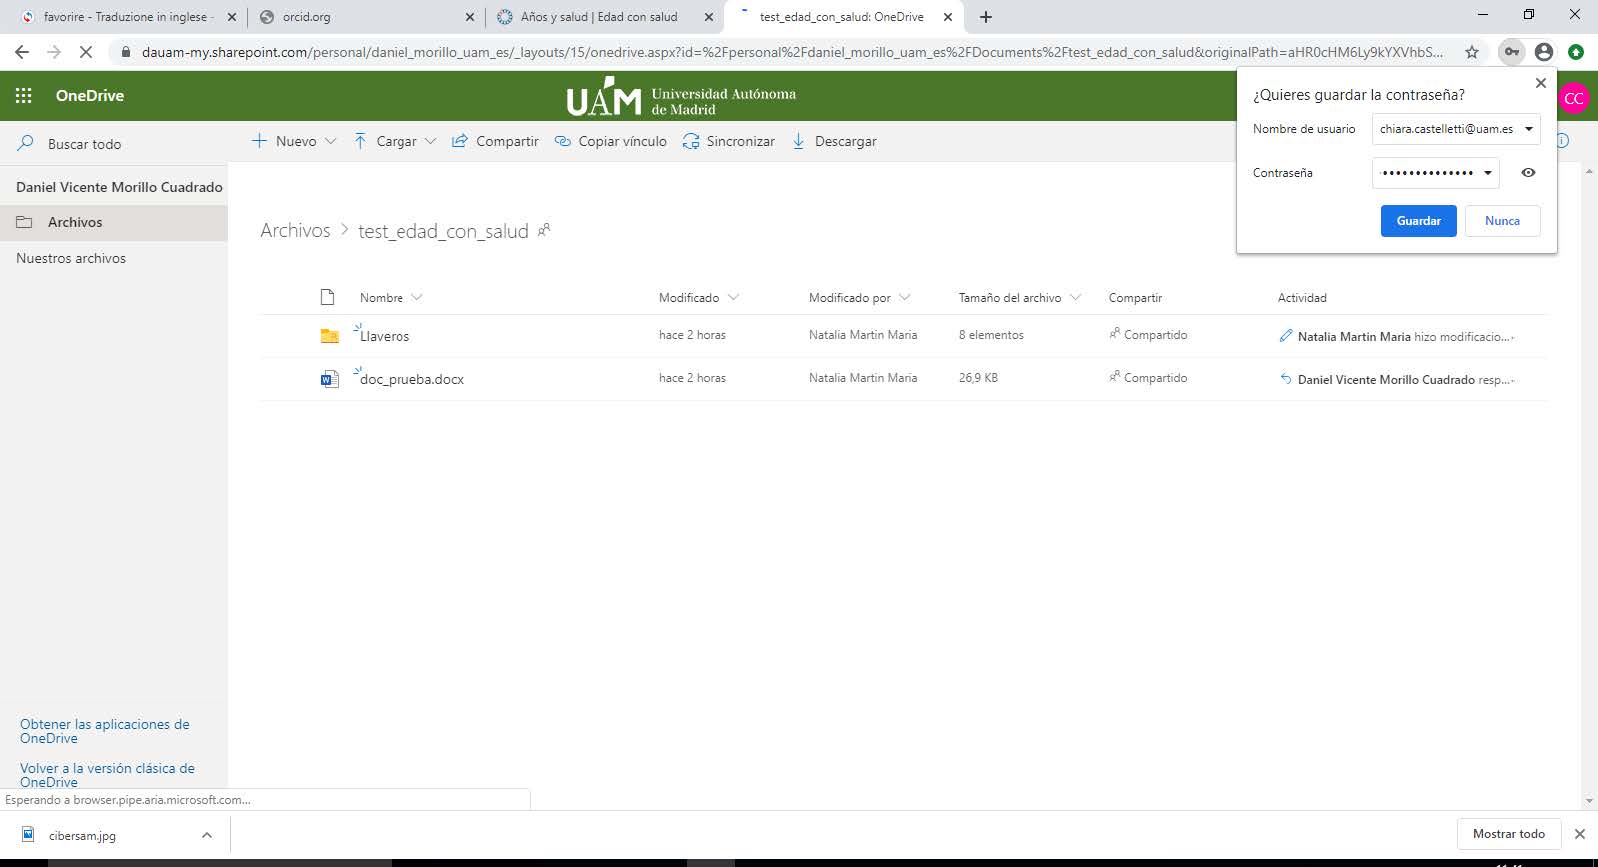 favorire - Traduzione in inglese -
orcid.org
Años y salud | Edad con salud
test_edad_con_salud: OneDrive
dauam-my.sharepoint.com/personal/daniel_morillo_uam_es/_layouts/15/onedrive.aspx?id=%2Fpersonal%2Fdaniel_morillo_uam_es%2FDocuments%2Ftest_edad_con_salud&originalPath=aHR0cHM6Ly9kYXVhbS...
OneDrive
UAM Universidad Autónoma
de Madrid
CC
¿Quieres guardar la contraseña?
Nombre de usuario chiara.castelletti@uam.es
Contraseña
Guardar Nunca
Buscar todo
Nuevo Cargar Compartir Copiar vínculo Sincronizar Descargar
Daniel Vicente Morillo Cuadrado
Archivos
Nuestros archivos
Archivos > test_edad_con_salud
Nombre Modificado Modificado por Tamaño del archivo Compartir Actividad
Llaveros hace 2 horas Natalia Martin Maria 8 elementos Compartido Natalia Martin Maria hizo modificacio...
doc_prueba.docx hace 2 horas Natalia Martin Maria 26,9 KB Compartido Daniel Vicente Morillo Cuadrado resp...
Obtener las aplicaciones de
OneDrive
Volver a la versión clásica de
OneDrive
Esperando a browser.pipe.aria.microsoft.com...
cibersam.jpg
Mostrar todo